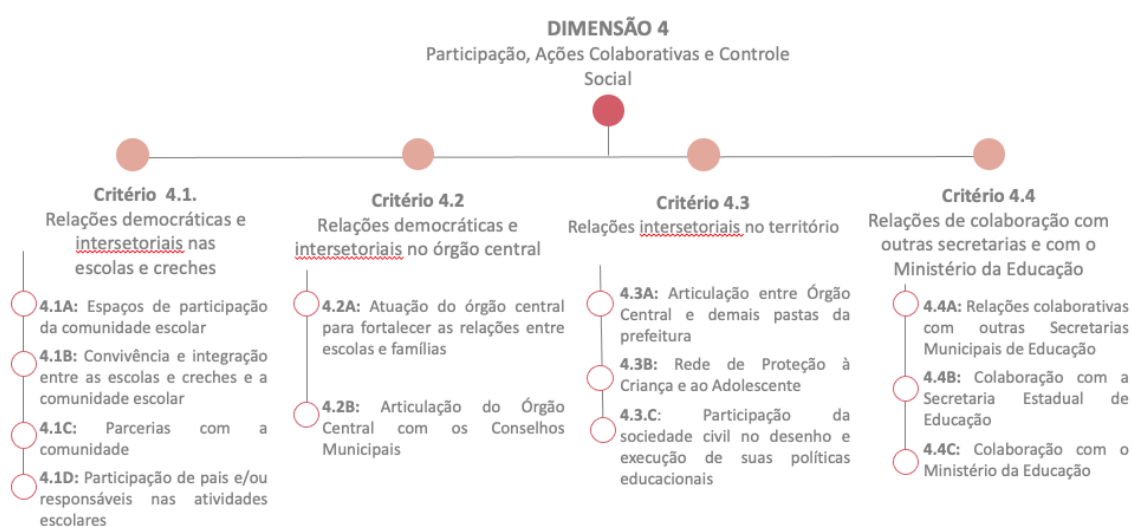 DIMENSÃO 4
Participação, Ações Colaborativas e Controle
Social
Critério 4.1.
Relações democráticas e
intersetoriais nas
escolas e creches
4.1A: Espaços de participação
da comunidade escolar
4.1B: Convivência e integração
entre as escolas e creches e a
comunidade escolar
4.1C: Parcerias com a
comunidade
4.1D: Participação de pais e/ou
responsáveis nas atividades
escolares
Critério 4.2
Relações democráticas e
intersetoriais no órgão central
4.2A: Atuação do órgão central
para fortalecer as relações entre
escolas e famílias
4.2B: Articulação do Órgão
Central com os Conselhos
Municipais
Critério 4.3
Relações intersetoriais no território
4.3A: Articulação entre Órgão
Central e demais pastas da
prefeitura
4.3B: Rede de Proteção à
Criança e ao Adolescente
4.3.C: Participação da
sociedade civil no desenho e
execução de suas políticas
educacionais
Critério 4.4
Relações de colaboração com
outras secretarias e com o
Ministério da Educação
4.4A: Relações colaborativas
com outras Secretarias
Municipais de Educação
4.4B: Colaboração com a
Secretaria Estadual de
Educação
4.4C: Colaboração com o
Ministério da Educação